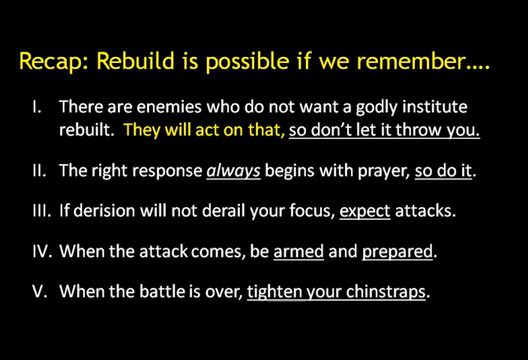 Recap: Rebuild is possible if we remember….
I. There are enemies who do not want a godly institute
rebuilt. They will act on that, so don't let it throw you.
II. The right response always begins with prayer, so do it.
III. If derision will not derail your focus, expect attacks.
IV. When the attack comes, be armed and prepared.
V. When the battle is over, tighten your chinstraps.